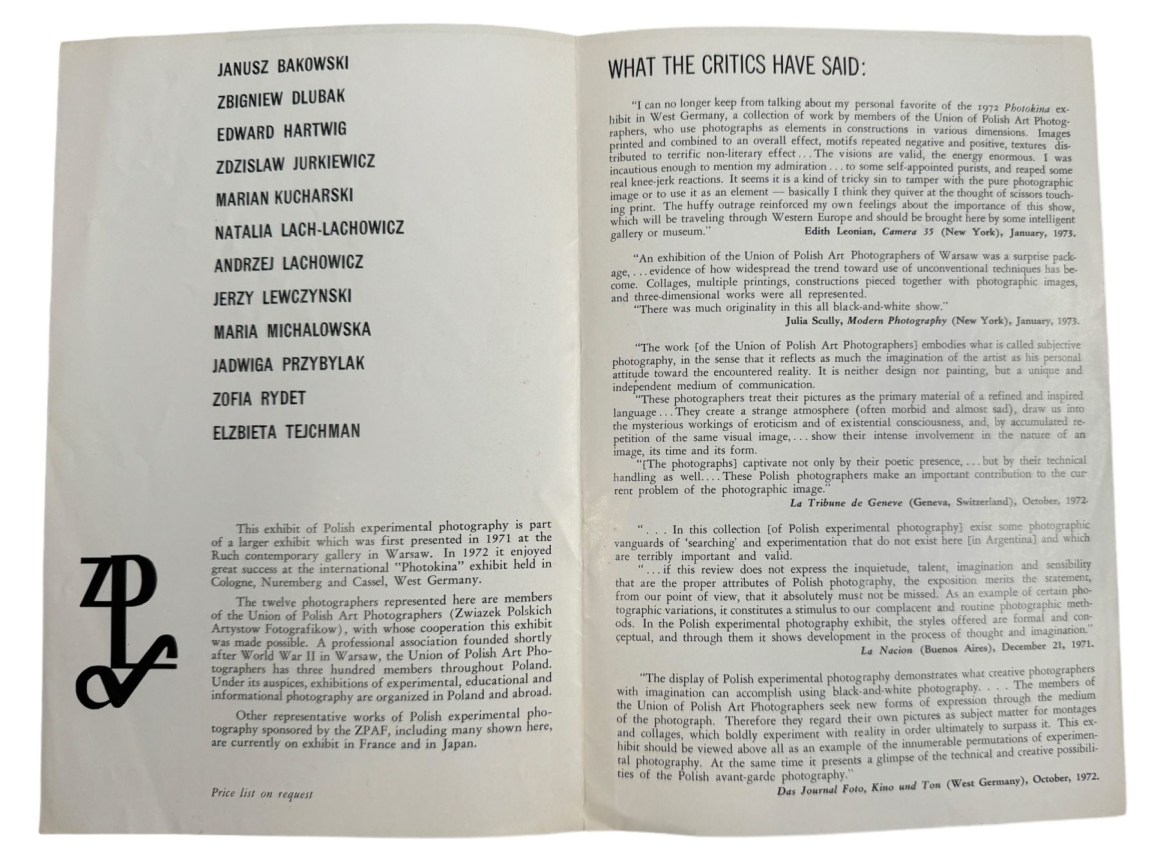 JANUSZ BAKOWSKI
ZBIGNIEW DLUBAK
EDWARD HARTWIG
ZDZISLAW JURKIEWICZ
MARIAN KUCHARSKI
NATALIA LACH-LACHOWICZ
ANDRZEJ LACHOWICZ
JERZY LEWCZYNSKI
MARIA MICHALOWSKA
JADWIGA PRZYBYLAK
ZOFIA RYDET
ELZBIETA TEJCHMAN
This exhibit of Polish experimental photography is part
of a larger exhibit which was first presented in 1971 at the
Ruch contemporary gallery in Warsaw. In 1972 it enjoyed
great success at the international "Photokina" exhibit held in
Cologne, Nuremberg and Cassel, West Germany.
The twelve photographers represented here are members
of the Union of Polish Art Photographers (Zwiazek Polskich
Artystow Fotografikow), with whose cooperation this exhibit
was made possible. A professional association founded shortly
after World War II in Warsaw, the Union of Polish Art Pho-
tographers has three hundred members throughout Poland.
Under its auspices, exhibitions of experimental, educational and
informational photography are organized in Poland and abroad.
Other representative works of Polish experimental pho-
tography sponsored by the ZPAF, including many shown here,
are currently on exhibit in France and in Japan.
Price list on request
WHAT THE CRITICS HAVE SAID:
"I can no longer keep from talking about my personal favorite of the 1972 Photokina ex-
hibit in West Germany, a collection of work by members of the Union of Polish Art Photog-
raphers, who use photographs as elements in constructions in various dimensions. Images
printed and combined to an overall effect, motifs repeated negative and positive, textures dis-
tributed to terrific non-literary effect...The visions are valid, the energy enormous. I was
incautious enough to mention my admiration...to some self-appointed purists, and reaped some
real knee-jerk reactions. It seems it is a kind of tricky sin to tamper with the pure photographic
image or to use it as an element — basically I think they quiver at the thought of scissors touch-
ing print. The huffy outrage reinforced my own feelings about the importance of this show,
which will be traveling through Western Europe and should be brought here by some intelligent
gallery or museum." Edith Leonian, Camera 35 (New York), January, 1973.
"An exhibition of the Union of Polish Art Photographers of Warsaw was a surprise pack-
age,...evidence of how widespread the trend toward use of unconventional techniques has be-
come. Collages, multiple printings, constructions pieced together with photographic images,
and three-dimensional works were all represented.
"There was much originality in this all black-and-white show."
Julia Scully, Modern Photography (New York), January, 1973.
"The work [of the Union of Polish Art Photographers] embodies what is called subjective
photography, in the sense that it reflects as much the imagination of the artist as his personal
attitude toward the encountered reality. It is neither design nor painting, but a unique and
independent medium of communication.
"These photographers treat their pictures as the primary material of a refined and inspired
language...They create a strange atmosphere (often morbid and almost sad), draw us into
the mysterious workings of eroticism and of existential consciousness, and, by accumulated re-
petition of the same visual image,...show their intense involvement in the nature of an
image, its time and its form.
"[The photographs] captivate not only by their poetic presence,...but by their technical
handling as well....These Polish photographers make an important contribution to the cur-
rent problem of the photographic image."
La Tribune de Geneve (Geneva, Switzerland), October, 1972.
"...In this collection [of Polish experimental photography] exist some photographic
vanguards of 'searching' and experimentation that do not exist here [in Argentina] and which
are terribly important and valid.
"...if this review does not express the inquietude, talent, imagination and sensibility
that are the proper attributes of Polish photography, the exposition merits the statement,
from our point of view, that it absolutely must not be missed. As an example of certain pho-
tographic variations, it constitutes a stimulus to our complacent and routine photographic meth-
ods. In the Polish experimental photography exhibit, the styles offered are formal and con-
ceptual, and through them it shows development in the process of thought and imagination."
La Nacion (Buenos Aires), December 21, 1971.
"The display of Polish experimental photography demonstrates what creative photographers
with imagination can accomplish using black-and-white photography. . . . The members of
the Union of Polish Art Photographers seek new forms of expression through the medium
of the photograph. Therefore they regard their own pictures as subject matter for montages
and collages, which boldly experiment with reality in order ultimately to surpass it. This ex-
hibit should be viewed above all as an example of the innumerable permutations of experimen-
tal photography. At the same time it presents a glimpse of the technical and creative possibili-
ties of the Polish avant-garde photography."
Das Journal Foto, Kino und Ton (West Germany), October, 1972.